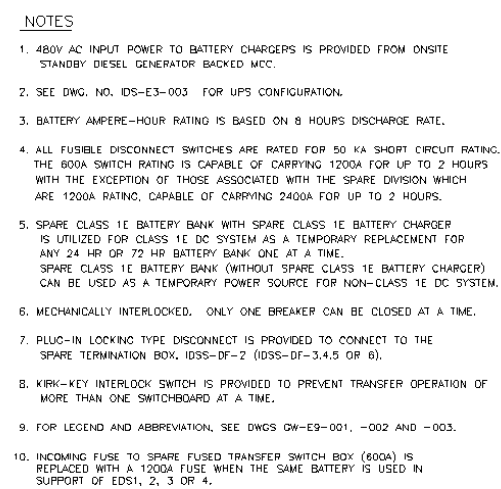 NOTES
1. 480V AC INPUT POWER TO BATTERY CHARGERS IS PROVIDED FROM ONSITE
STANDBY DIESEL GENERATOR BACKED MCC.
2. SEE DWG. NO. IDS-E3-003 FOR UPS CONFIGURATION.
3. BATTERY AMPERE-HOUR RATING IS BASED ON 8 HOURS DISCHARGE RATE.
4. ALL FUSIBLE DISCONNECT SWITCHES ARE RATED FOR 50 KA SHORT CIRCUIT RATING.
THE 600A SWITCH RATING IS CAPABLE OF CARRYING 1200A FOR UP TO 2 HOURS
WITH THE EXCEPTION OF THOSE ASSOCIATED WITH THE SPARE DIVISION WHICH
ARE 1200A RATING, CAPABLE OF CARRYING 2400A FOR UP TO 2 HOURS.
5. SPARE CLASS 1E BATTERY BANK WITH SPARE CLASS 1E BATTERY CHARGER
IS UTILIZED FOR CLASS 1E DC SYSTEM AS A TEMPORARY REPLACEMENT FOR
ANY 24 HR OR 72 HR BATTERY BANK ONE AT A TIME.
SPARE CLASS 1E BATTERY BANK (WITHOUT SPARE CLASS 1E BATTERY CHARGER)
CAN BE USED AS A TEMPORARY POWER SOURCE FOR NON-CLASS 1E DC SYSTEM.
6. MECHANICALLY INTERLOCKED. ONLY ONE BREAKER CAN BE CLOSED AT A TIME.
7. PLUG-IN LOCKING TYPE DISCONNECT IS PROVIDED TO CONNECT TO THE
SPARE TERMINATION BOX, IDSS-DF-2 (IDSS-DF-3,4,5 OR 6).
8. KIRK-KEY INTERLOCK SWITCH IS PROVIDED TO PREVENT TRANSFER OPERATION OF
MORE THAN ONE SWITCHBOARD AT A TIME.
9. FOR LEGEND AND ABBREVIATION, SEE DWGS GW-E9-001, -002 AND -003.
10. INCOMING FUSE TO SPARE FUSED TRANSFER SWITCH BOX (600A) IS
REPLACED WITH A 1200A FUSE WHEN THE SAME BATTERY IS USED IN
SUPPORT OF EDS1, 2, 3 OR 4.